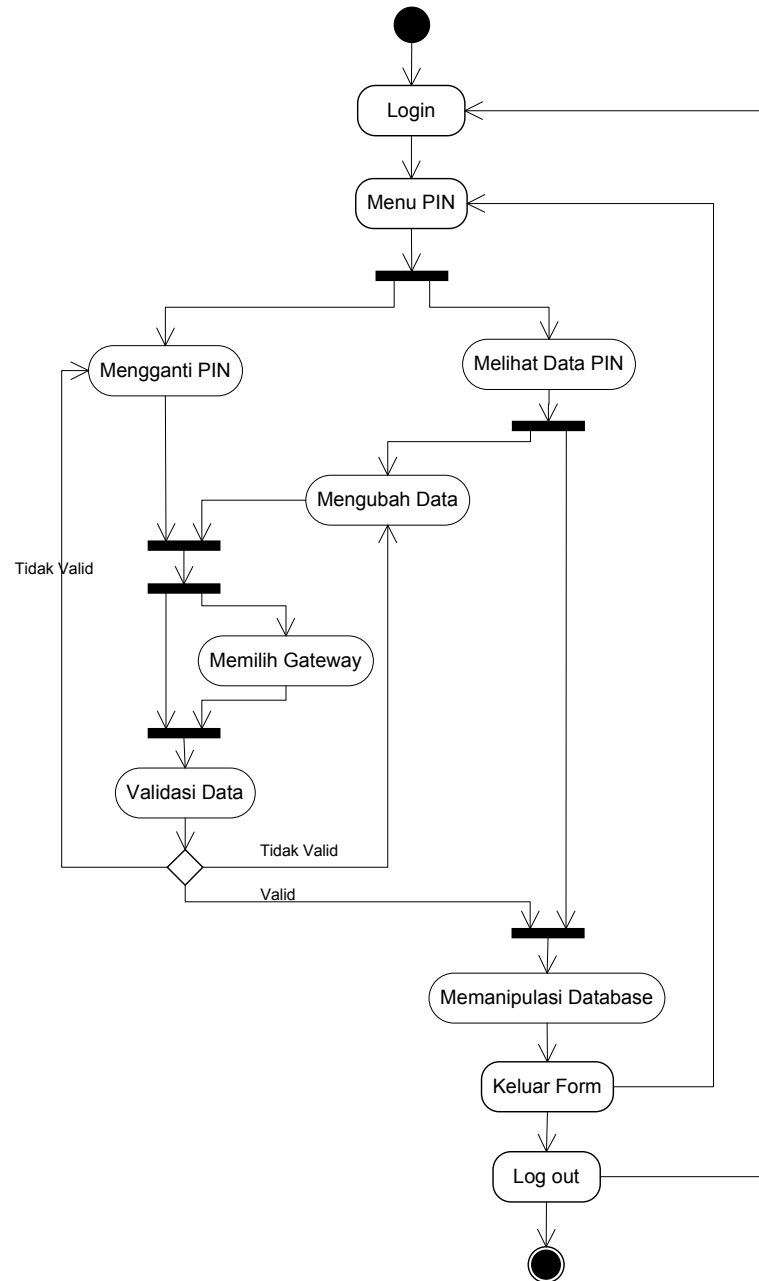 Login
Menu PIN
Mengganti PIN
Melihat Data PIN
Mengubah Data
Tidak Valid
Memilih Gateway
Validasi Data
Tidak Valid
Valid
Memanipulasi Database
Keluar Form
Log out